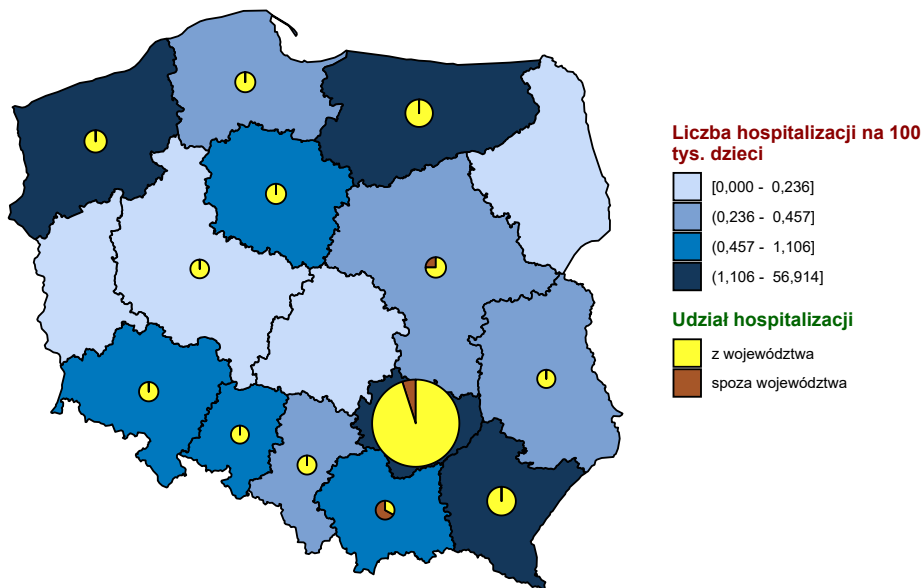 Liczba hospitalizacji na 100
tys. dzieci
[0,000 - 0,236]
(0,236 - 0,457]
(0,457 - 1,106]
(1,106 - 56,914]
Udział hospitalizacji
z województwa
spoza województwa